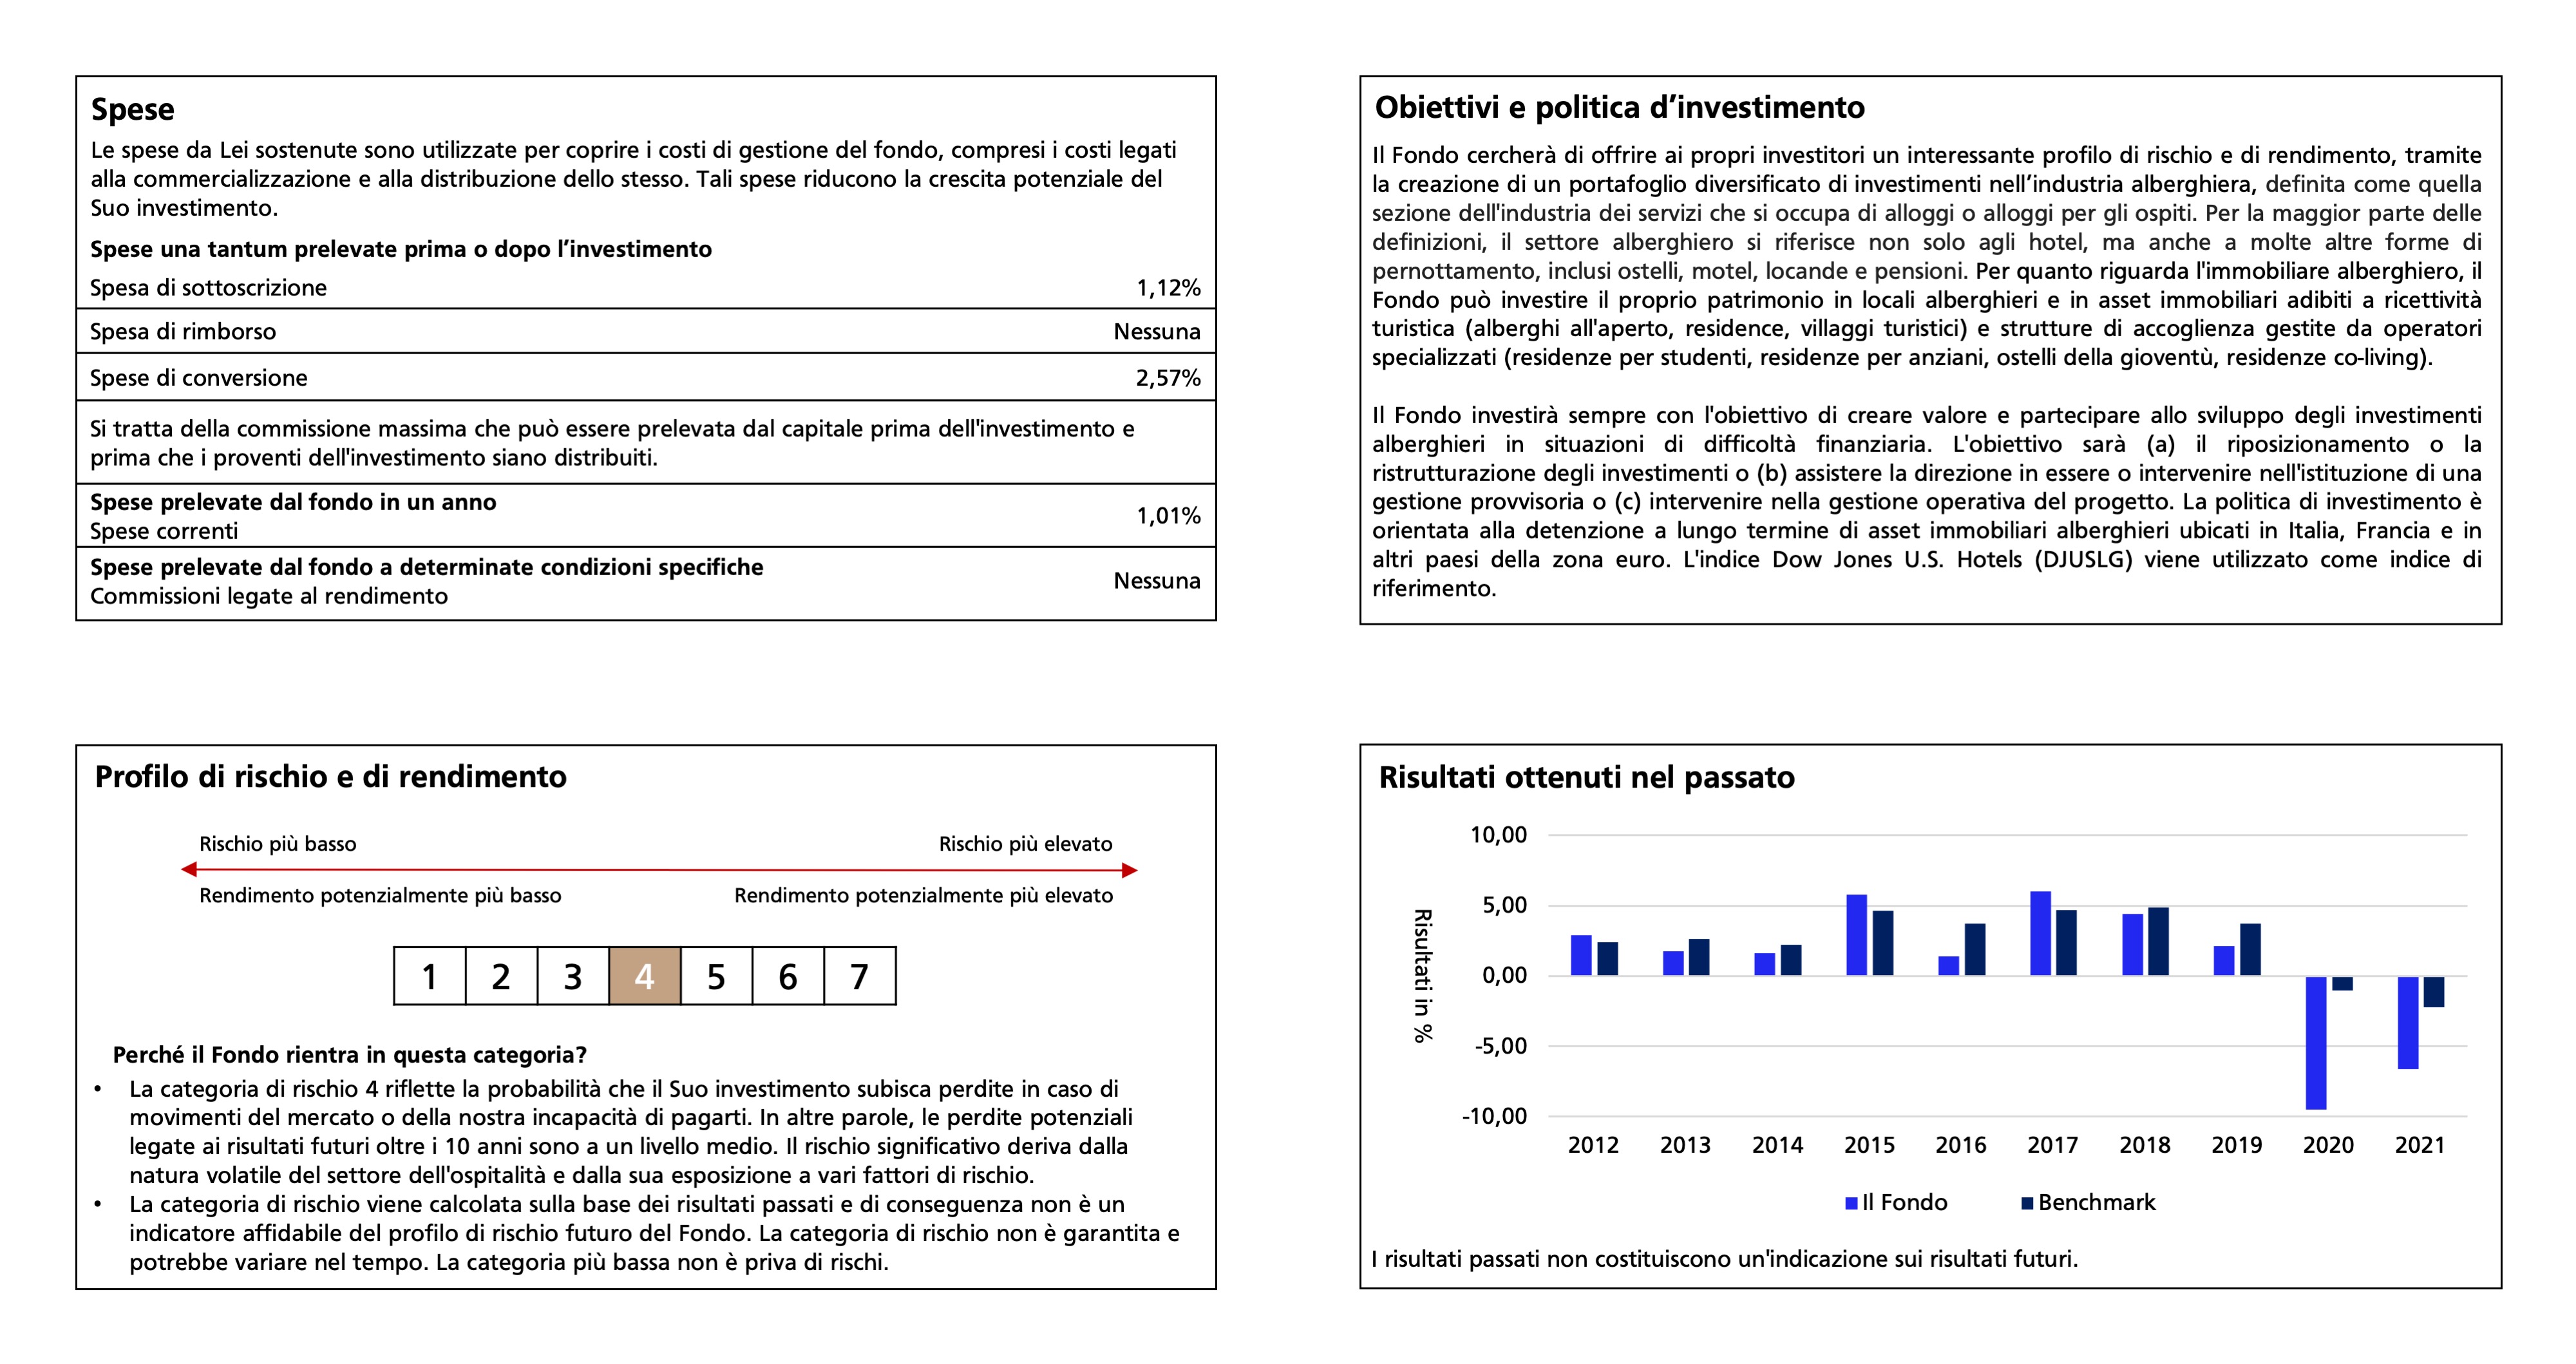 Spese
Le spese da Lei sostenute sono utilizzate per coprire i costi di gestione del fondo, compresi i costi legati
alla commercializzazione e alla distribuzione dello stesso. Tali spese riducono la crescita potenziale del
Suo investimento.
Spese una tantum prelevate prima o dopo l’investimento
Spesa di sottoscrizione 1,12%
Spesa di rimborso Nessuna
Spese di conversione 2,57%
Si tratta della commissione massima che può essere prelevata dal capitale prima dell'investimento e
prima che i proventi dell'investimento siano distribuiti.
Spese prelevate dal fondo in un anno
Spese correnti 1,01%
Spese prelevate dal fondo a determinate condizioni specifiche
Commissioni legate al rendimento Nessuna
Obiettivi e politica d’investimento
Il Fondo cercherà di offrire ai propri investitori un interessante profilo di rischio e di rendimento, tramite
la creazione di un portafoglio diversificato di investimenti nell’industria alberghiera, definita come quella
sezione dell'industria dei servizi che si occupa di alloggi o alloggi per gli ospiti. Per la maggior parte delle
definizioni, il settore alberghiero si riferisce non solo agli hotel, ma anche a molte altre forme di
pernottamento, inclusi ostelli, motel, locande e pensioni. Per quanto riguarda l'immobiliare alberghiero, il
Fondo può investire il proprio patrimonio in locali alberghieri e in asset immobiliari adibiti a ricettività
turistica (alberghi all'aperto, residence, villaggi turistici) e strutture di accoglienza gestite da operatori
specializzati (residenze per studenti, residenze per anziani, ostelli della gioventù, residenze co-living).
Il Fondo investirà sempre con l'obiettivo di creare valore e partecipare allo sviluppo degli investimenti
alberghieri in situazioni di difficoltà finanziaria. L'obiettivo sarà (a) il riposizionamento o la
ristrutturazione degli investimenti o (b) assistere la direzione in essere o intervenire nell'istituzione di una
gestione provvisoria o (c) intervenire nella gestione operativa del progetto. La politica di investimento è
orientata alla detenzione a lungo termine di asset immobiliari alberghieri ubicati in Italia, Francia e in
altri paesi della zona euro. L'indice Dow Jones U.S. Hotels (DJUSLG) viene utilizzato come indice di
riferimento.
Profilo di rischio e di rendimento
Rischio più basso Rischio più elevato
Rendimento potenzialmente più basso Rendimento potenzialmente più elevato
1 2 3 4 5 6 7
Perché il Fondo rientra in questa categoria?
• La categoria di rischio 4 riflette la probabilità che il Suo investimento subisca perdite in caso di
movimenti del mercato o della nostra incapacità di pagarti. In altre parole, le perdite potenziali
legate ai risultati futuri oltre i 10 anni sono a un livello medio. Il rischio significativo deriva dalla
natura volatile del settore dell'ospitalità e dalla sua esposizione a vari fattori di rischio.
• La categoria di rischio viene calcolata sulla base dei risultati passati e di conseguenza non è un
indicatore affidabile del profilo di rischio futuro del Fondo. La categoria di rischio non è garantita e
potrebbe variare nel tempo. La categoria più bassa non è priva di rischi.
Risultati ottenuti nel passato
Risultati in %
10,00
5,00
0,00
-5,00
-10,00
2012 2013 2014 2015 2016 2017 2018 2019 2020 2021
Il Fondo Benchmark
I risultati passati non costituiscono un'indicazione sui risultati futuri.